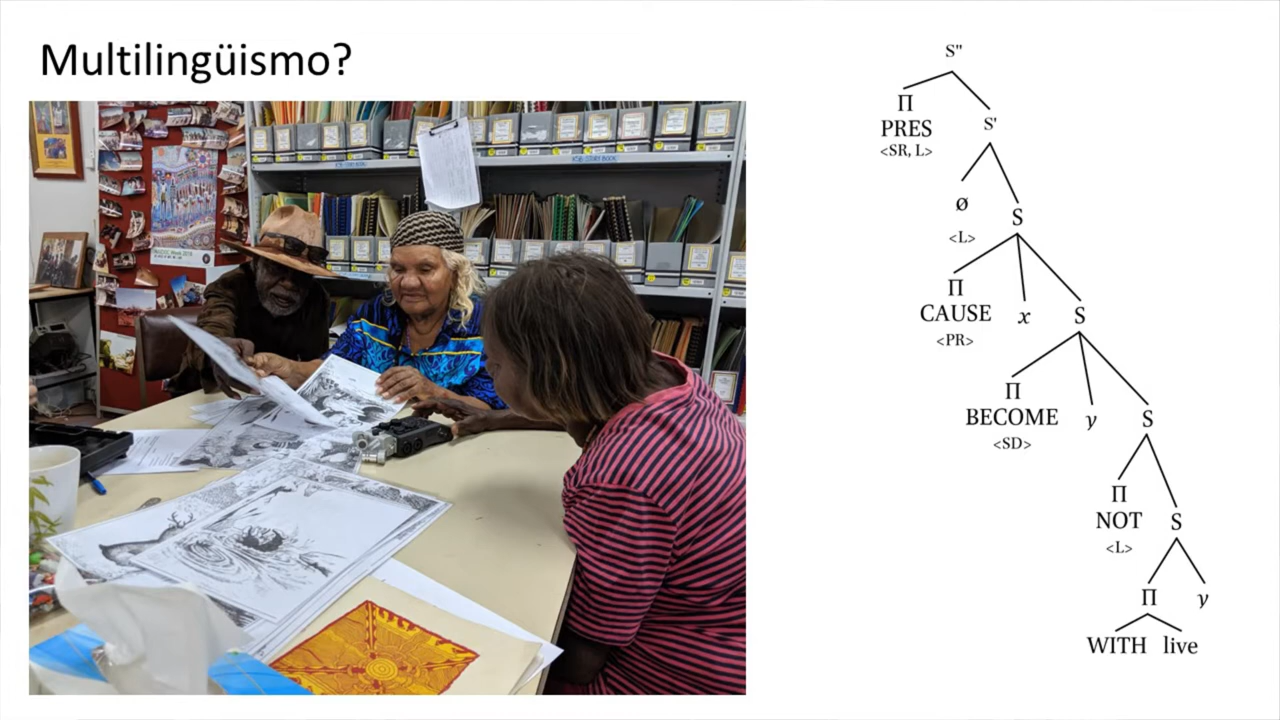 Multilingüismo?
S"
Π
PRES
<SR, L>
S'
ø
<L>
S
Π
CAUSE
<PR>
x
S
Π
BECOME
<SD>
y
S
Π
NOT
<L>
S
Π
y
WITH live